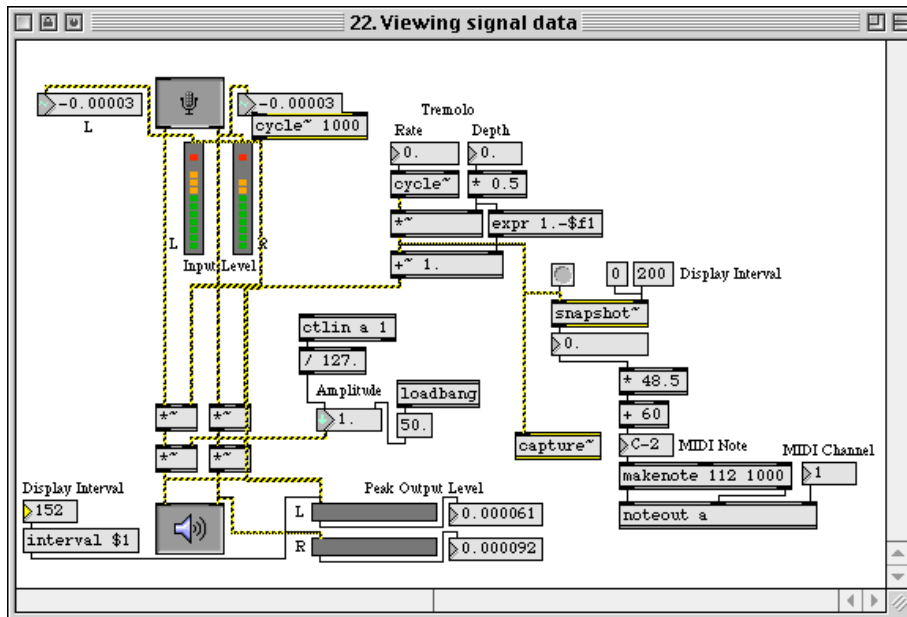 22. Viewing signal data
-0.00003
-0.00003
L
cycle~ 1000
Tremolo
Rate
Depth
0.
0.
cycle~
* 0.5
*~
expr 1.-$f1
L
R
Input Level
+~ 1.
0
200
Display Interval
snapshot~
0.
ctlin a 1
/ 127.
* 48.5
Amplitude
loadbang
1.
50.
+ 60
*~
*~
capture~
C-2
MIDI Note
MIDI Channel
*~
*~
makenote 112 1000
1
Display Interval
Peak Output Level
152
L
0.000061
noteout a
interval $1
R
0.000092